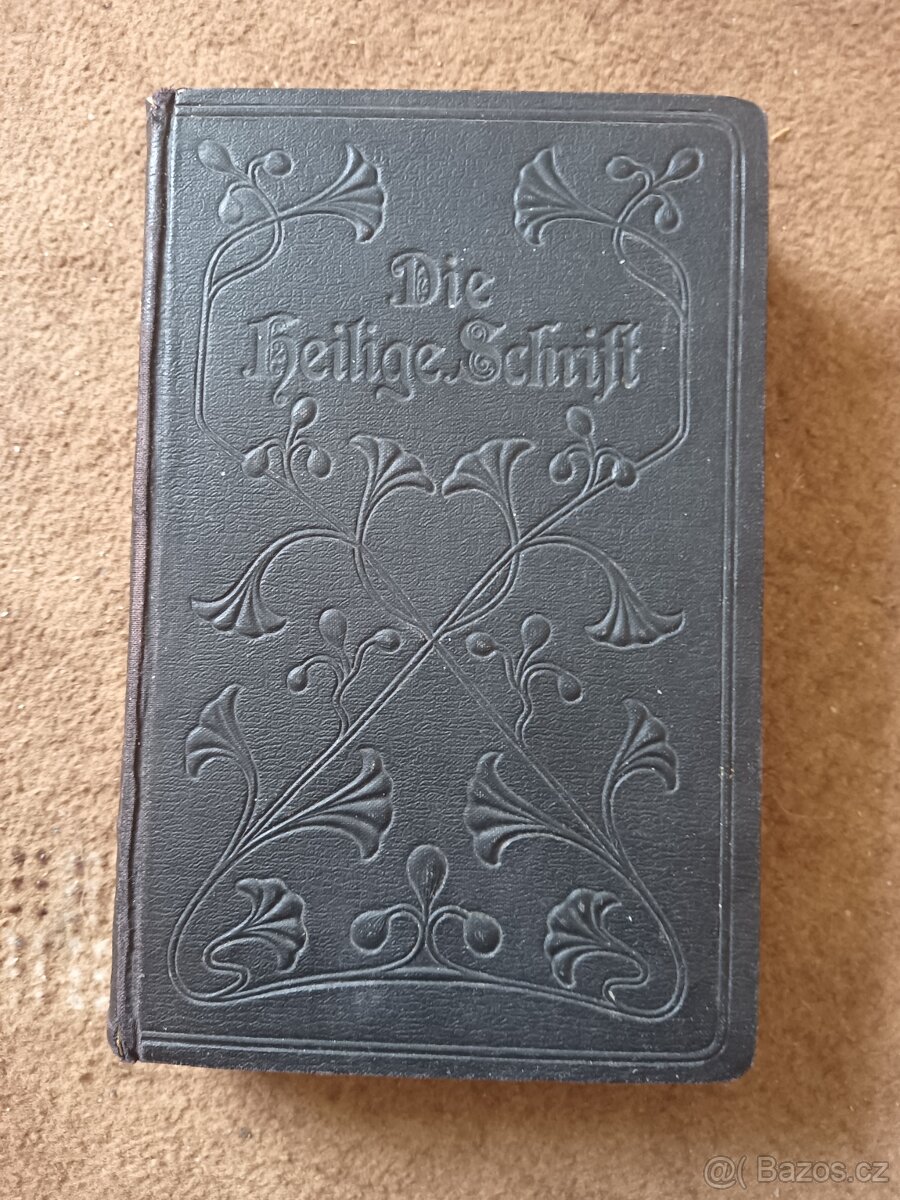 Die
Heilige Schrift
@( Bazos.cz